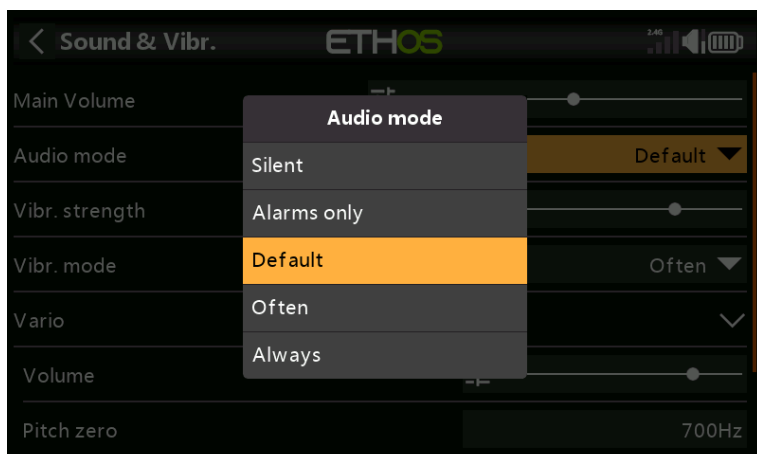 Sound & Vibr.
ETHOS
2.4G
Main Volume
Audio mode
Default
Vibr. strength
Vibr. mode
Often
Vario
Volume
Pitch zero
700Hz
Audio mode
Silent
Alarms only
Default
Often
Always